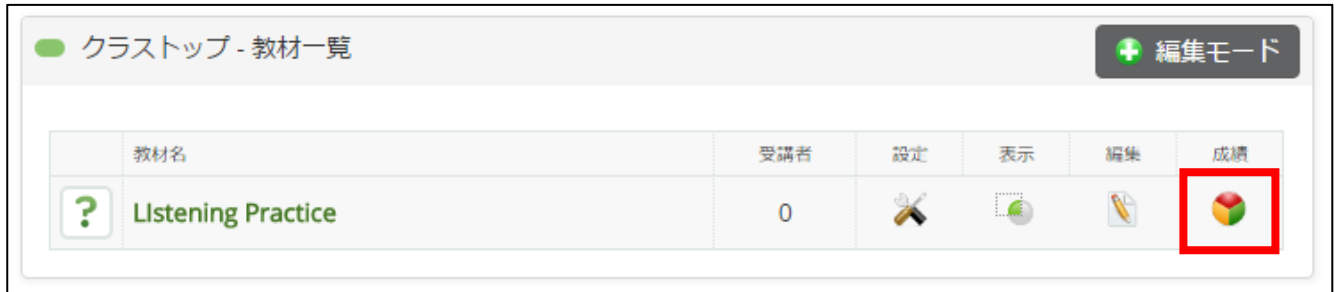 クラストップ - 教材一覧
編集モード
教材名 受講者 設定 表示 編集 成績
? LIstening Practice 0